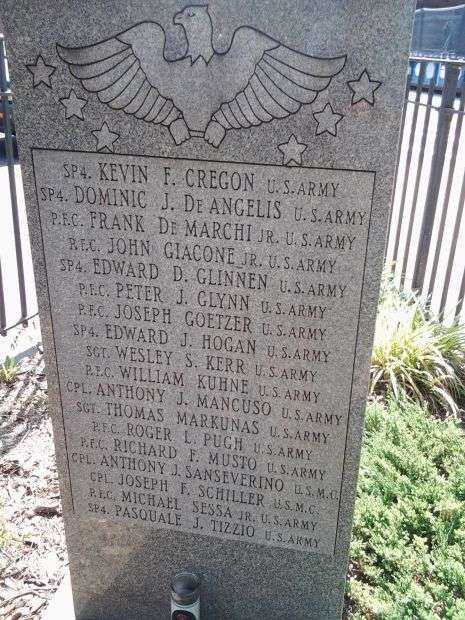 SP4. KEVIN F. CREGON U.S. ARMY
SP4. DOMINIC J. DE ANGELIS U.S. ARMY
P.F.C. FRANK DE MARCHI JR. U.S. ARMY
P.F.C. JOHN GIACONE JR. U.S. ARMY
SP4. EDWARD D. GLINNEN U.S. ARMY
P.F.C. PETER J. GLYNN U.S. ARMY
P.F.C. JOSEPH GOETZER U.S. ARMY
SP4. EDWARD J. HOGAN U.S. ARMY
SGT. WESLEY S. KERR U.S. ARMY
P.F.C. WILLIAM KUHNE U.S. ARMY
CPL. ANTHONY J. MANCUSO U.S. ARMY
SGT. THOMAS MARKUNAS U.S. ARMY
P.F.C. ROGER L. PUGH U.S. ARMY
P.F.C. RICHARD F. MUSTO U.S. ARMY
CPL. ANTHONY J. SANSEVERINO U.S.M.C.
CPL. JOSEPH F. SCHILLER U.S.M.C.
P.F.C. MICHAEL SESSA JR. U.S. ARMY
SP4. PASQUALE J. TIZZIO U.S. ARMY